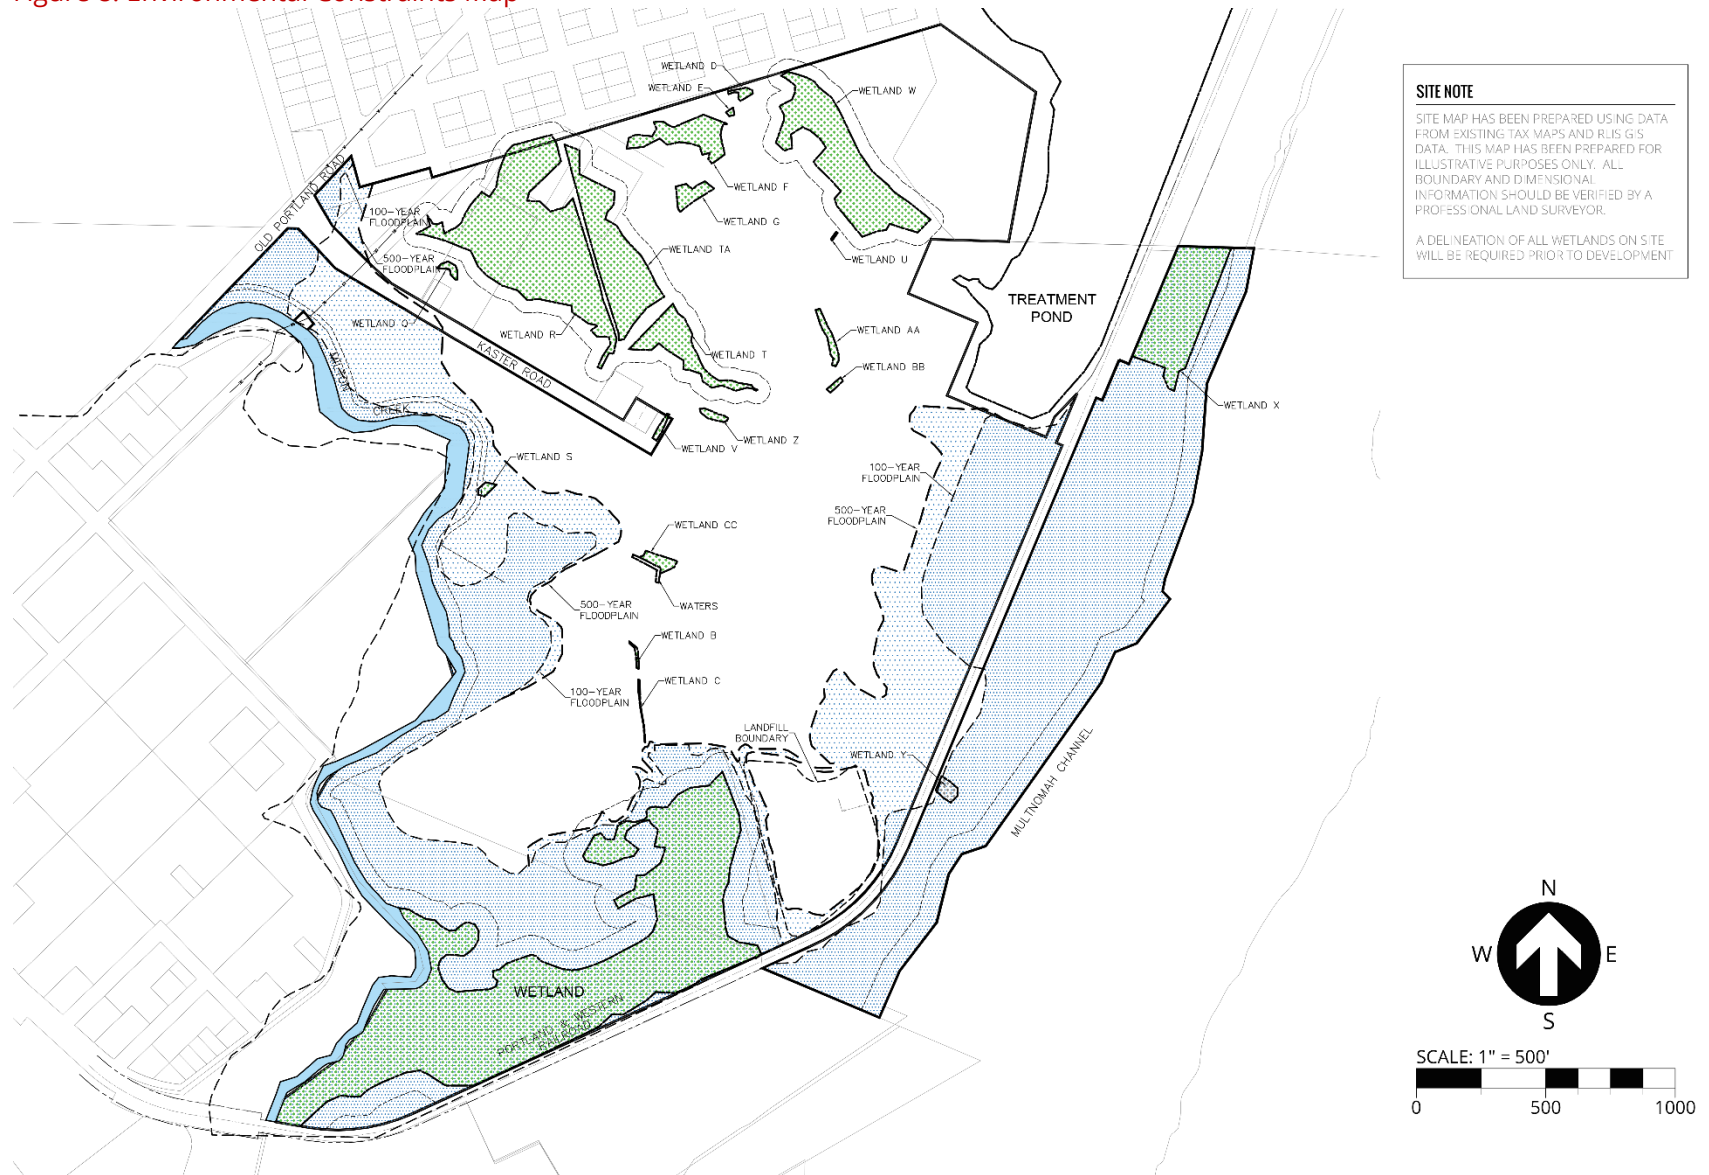 WETLAND D
WETLAND E
WETLAND W
WETLAND F
WETLAND G
WETLAND TA
WETLAND U
OLD PORTLAND ROAD
100-YEAR
FLOODPLAIN
500-YEAR
FLOODPLAIN
WETLAND Q
WETLAND R
KASTER ROAD
MILTON
CREEK
WETLAND T
WETLAND AA
WETLAND BB
WETLAND Z
WETLAND V
TREATMENT
POND
WETLAND X
WETLAND S
100-YEAR
FLOODPLAIN
500-YEAR
FLOODPLAIN
WETLAND CC
WATERS
500-YEAR
FLOODPLAIN
WETLAND B
WETLAND C
100-YEAR
FLOODPLAIN
LANDFILL
BOUNDARY
WETLAND Y
MULTNOMAH CHANNEL
WETLAND
PORTLAND & WESTERN
RAILROAD
SITE NOTE
SITE MAP HAS BEEN PREPARED USING DATA
FROM EXISTING TAX MAPS AND RLIS GIS
DATA. THIS MAP HAS BEEN PREPARED FOR
ILLUSTRATIVE PURPOSES ONLY. ALL
BOUNDARY AND DIMENSIONAL
INFORMATION SHOULD BE VERIFIED BY A
PROFESSIONAL LAND SURVEYOR.
A DELINEATION OF ALL WETLANDS ON SITE
WILL BE REQUIRED PRIOR TO DEVELOPMENT
N
W E
S
SCALE: 1" = 500'
0 500 1000